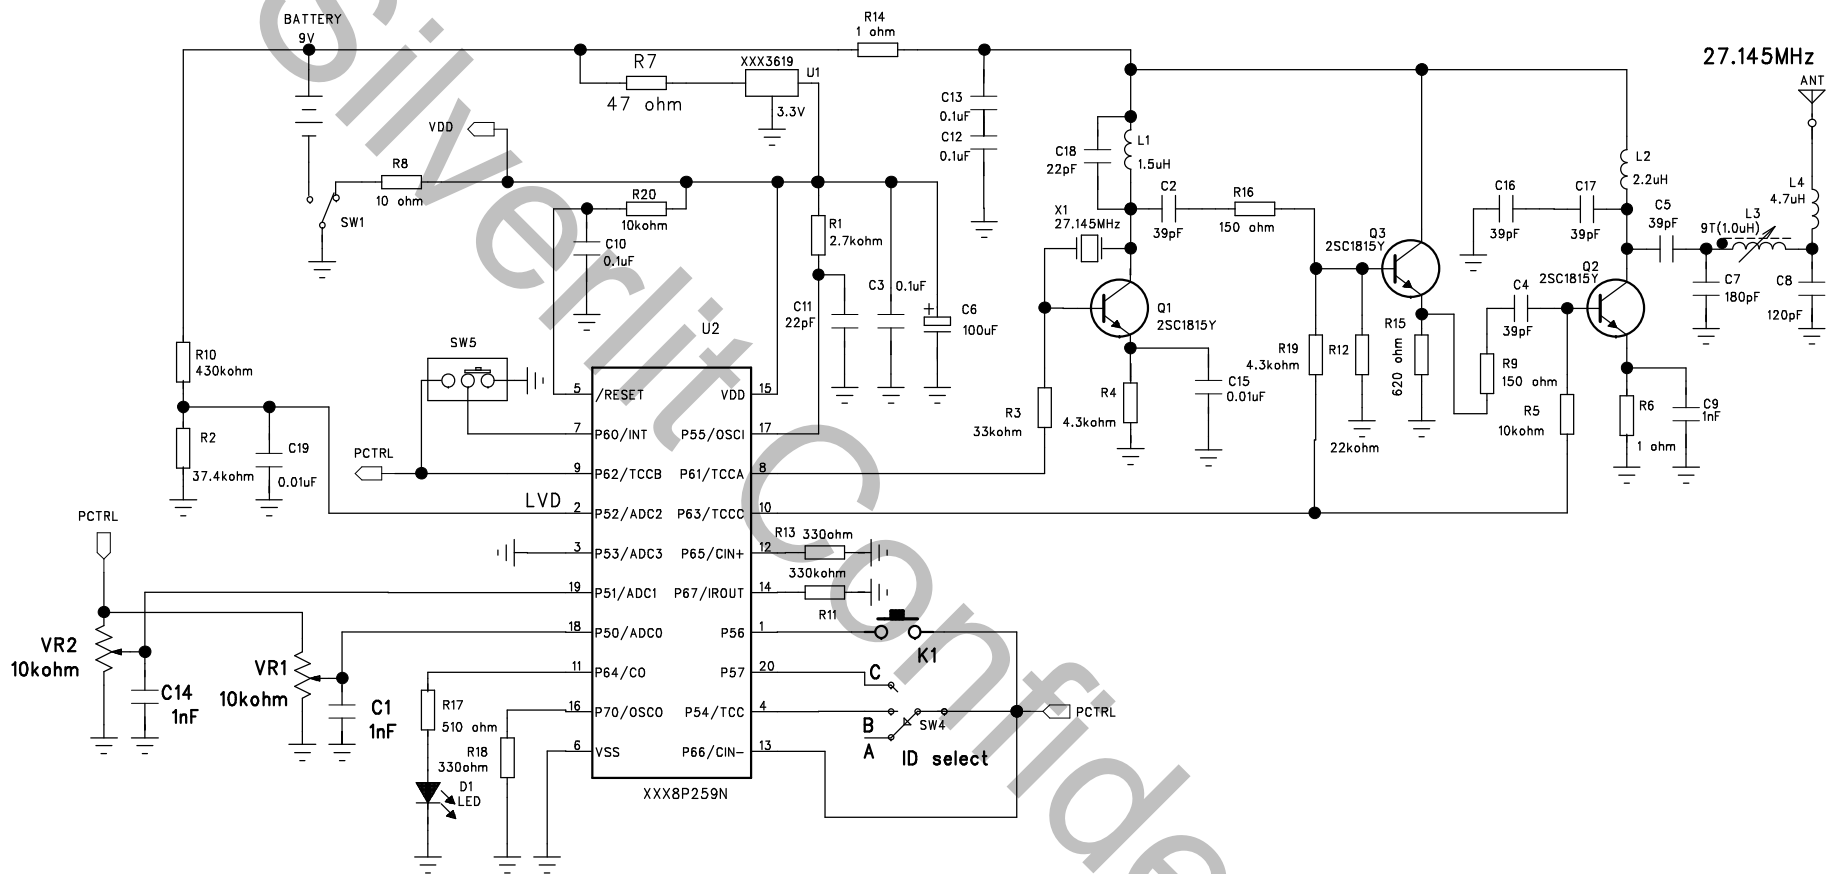 BATTERY
9V
R14
1 ohm
R7
47 ohm
XXX3619
U1
3.3V
27.145MHz
ANT
C13
0.1uF
C12
0.1uF
VDD
R8
10 ohm
SW1
R20
10kohm
C10
0.1uF
R1
2.7kohm
C11
22pF
C3
0.1uF
+
C6
100uF
C18
22pF
L1
1.5uH
X1
27.145MHz
C2
39pF
R16
150 ohm
Q1
2SC1815Y
Q3
2SC1815Y
C16
39pF
C17
39pF
L2
2.2uH
C5
39pF
L3
9T(1.0uH)
L4
4.7uH
Q2
2SC1815Y
C4
39pF
C7
180pF
C8
120pF
R10
430kohm
R2
37.4kohm
C19
0.01uF
SW5
PCTRL
LVD
R3
33kohm
R4
4.3kohm
C15
0.01uF
R19
4.3kohm
R12
22kohm
R15
620 ohm
R9
150 ohm
R5
10kohm
R6
1 ohm
C9
1nF
U2
5 /RESET VDD 15
7 P60/INT P55/OSCI 17
9 P62/TCCB P61/TCCA 8
2 P52/ADC2 P63/TCCC 10
3 P53/ADC3 P65/CIN+ 12
19 P51/ADC1 P67/IROUT 14
18 P50/ADC0 P56 1
11 P64/CO P57 20
16 P70/OSCO P54/TCC 4
6 VSS P66/CIN- 13
XXX8P259N
R13 330ohm
330kohm
R11
K1
C
B
A
SW4
ID select
PCTRL
PCTRL
VR2
10kohm
C14
1nF
VR1
10kohm
C1
1nF
R17
510 ohm
R18
330ohm
D1
LED
Silverlit Confide